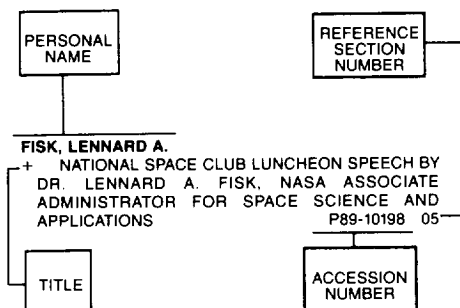 PERSONAL
NAME
REFERENCE
SECTION
NUMBER
FISK, LENNARD A.
+ NATIONAL SPACE CLUB LUNCHEON SPEECH BY
DR. LENNARD A. FISK, NASA ASSOCIATE
ADMINISTRATOR FOR SPACE SCIENCE AND
APPLICATIONS P89-10198 05
TITLE
ACCESSION
NUMBER